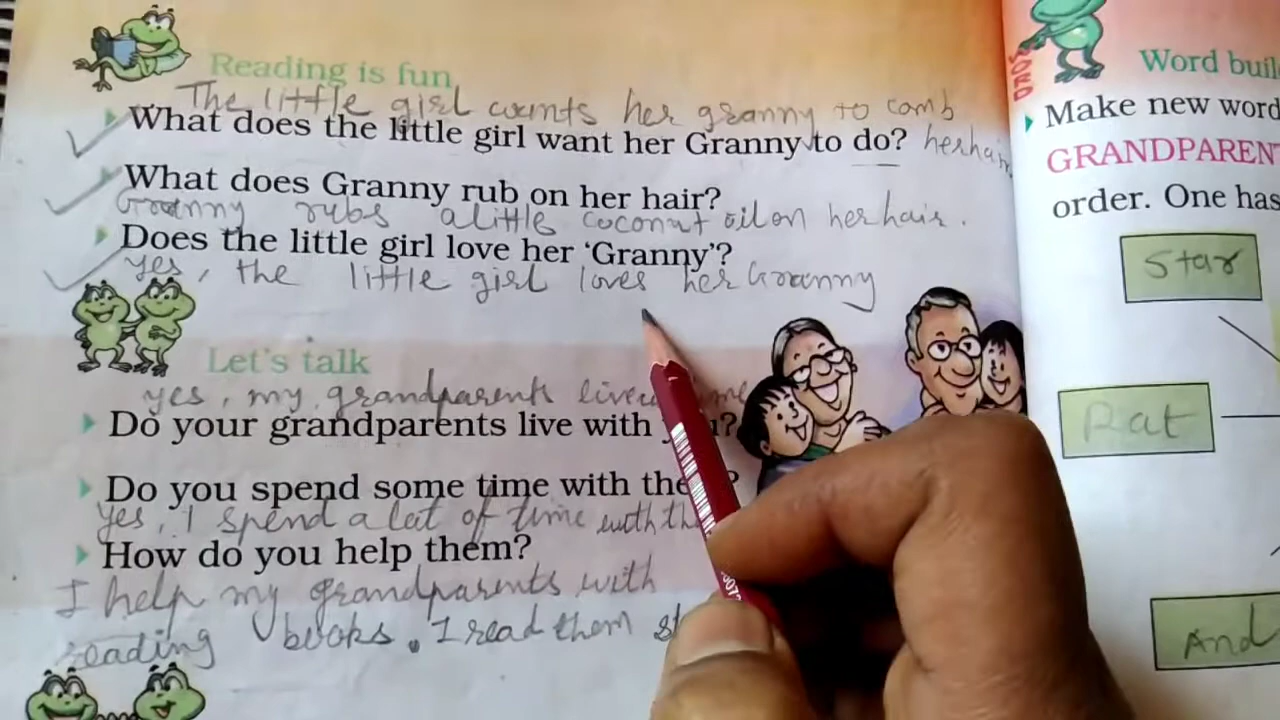 Reading is fun
The little girl wants her granny to comb
What does the little girl want her Granny to do? her hair
What does Granny rub on her hair?
Granny rubs a little coconut oil on her hair.
Does the little girl love her 'Granny'?
yes, the little girl loves her Granny
Let's talk
yes, my grandparents live me
Do your grandparents live with you?
Do you spend some time with the ?
Yes, I spend a lot of time with th
How do you help them?
I help my grandparents with
reading books. I read them st
WORD
Word buil
Make new word
GRANDPARENT
order. One has
Star
Rat
And